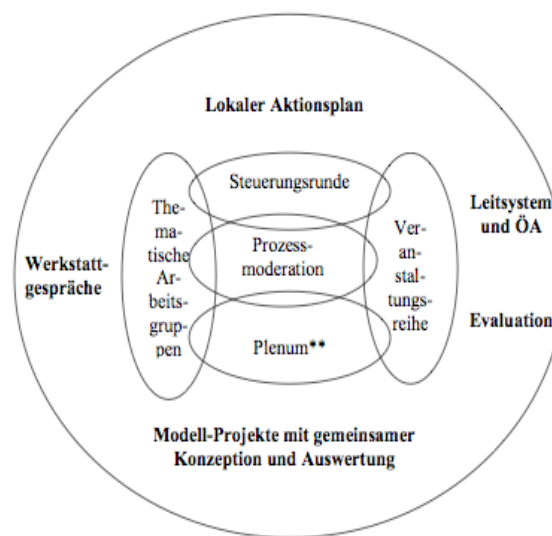 Lokaler Aktionsplan
Steuerungsrunde
The-
ma-
tische
Ar-
beits-
grup-
pen
Prozess-
moderation
Plenum**
Ver-
an-
stal-
tungs-
reihe
Werkstatt-
gespräche
Leitsystem
und ÖA
Evaluation
Modell-Projekte mit gemeinsamer
Konzeption und Auswertung